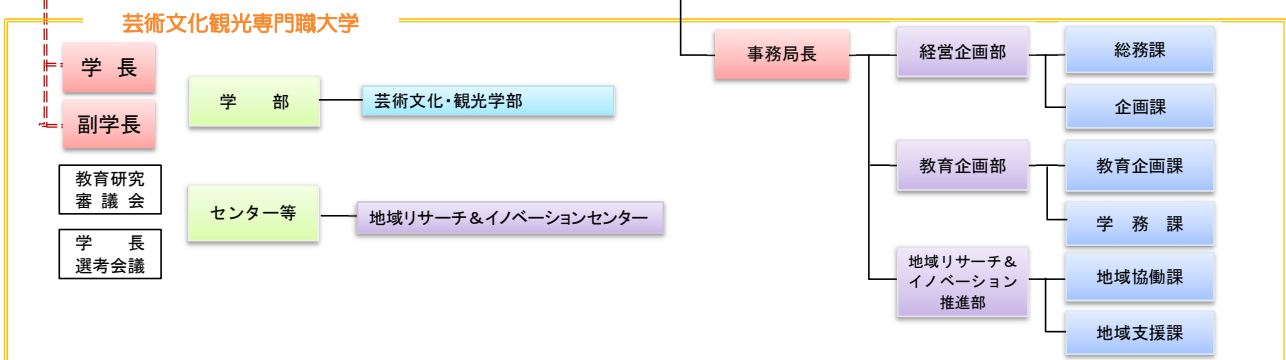 芸術文化観光専門職大学
学 長
副学長
教育研究
審 議 会
学 長
選考会議
学 部
芸術文化・観光学部
センター等
地域リサーチ＆イノベーションセンター
事務局長
経営企画部
総務課
企画課
教育企画部
教育企画課
学 務 課
地域リサーチ＆
イノベーション
推進部
地域協働課
地域支援課